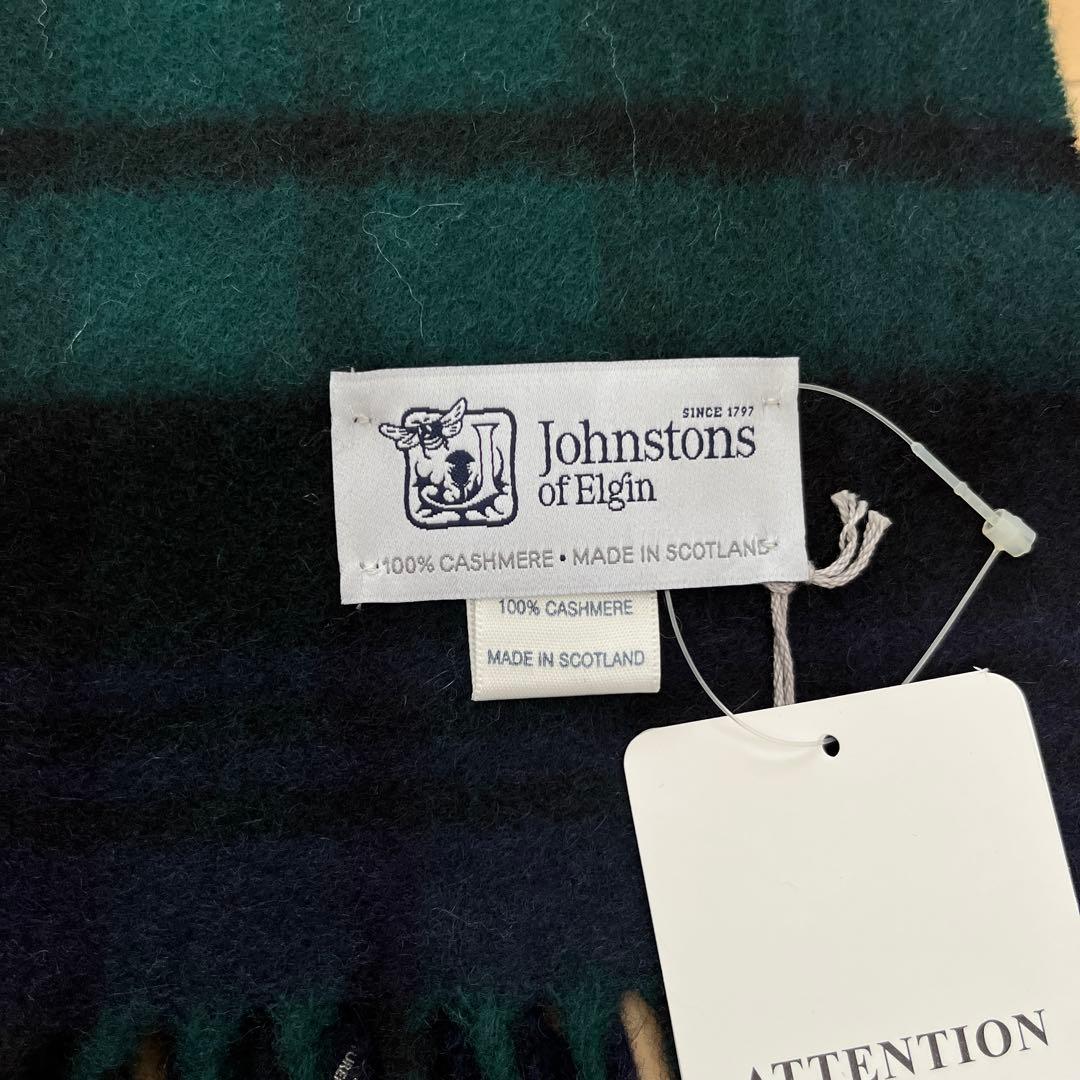 SINCE 1797
Johnstons
of Elgin
100% CASHMERE • MADE IN SCOTLAND
100% CASHMERE
MADE IN SCOTLAND
ATTENTION